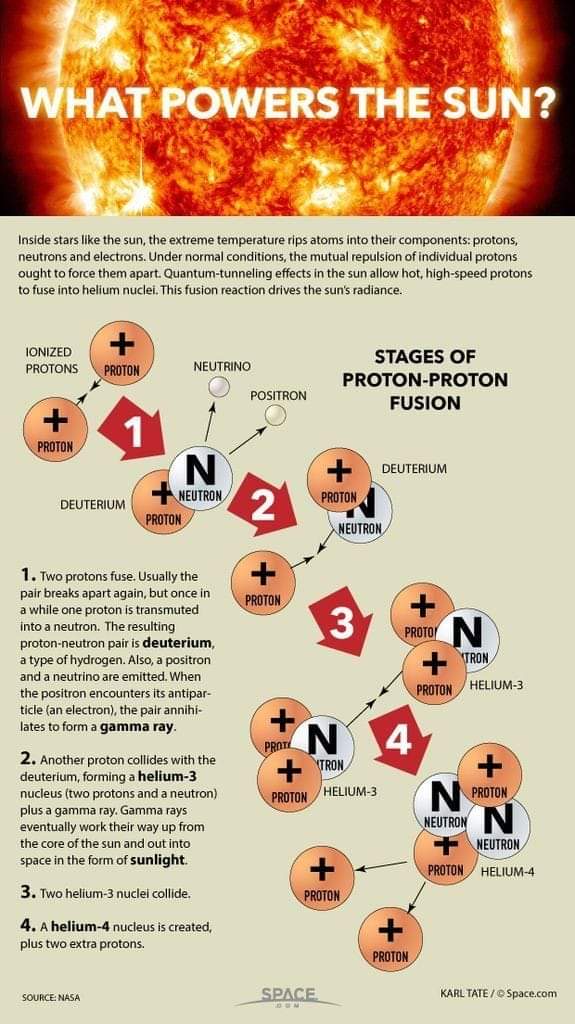 WHAT POWERS THE SUN?
Inside stars like the sun, the extreme temperature rips atoms into their components: protons,
neutrons and electrons. Under normal conditions, the mutual repulsion of individual protons
ought to force them apart. Quantum-tunneling effects in the sun allow hot, high-speed protons
to fuse into helium nuclei. This fusion reaction drives the sun's radiance.
STAGES OF
PROTON-PROTON
FUSION
IONIZED
PROTONS
+
PROTON
+
PROTON
1
NEUTRINO
POSITRON
DEUTERIUM
+
PROTON
N
NEUTRON
2
DEUTERIUM
+
PROTON
N
NEUTRON
+
PROTON
3
+
PROTO
N
TRON
+
PROTON
HELIUM-3
+
PROT
N
TRON
+
PROTON
HELIUM-3
4
+
PROTON
N
NEUTRON
N
NEUTRON
+
PROTON
HELIUM-4
+
PROTON
+
PROTON
1. Two protons fuse. Usually the
pair breaks apart again, but once in
a while one proton is transmuted
into a neutron. The resulting
proton-neutron pair is deuterium,
a type of hydrogen. Also, a positron
and a neutrino are emitted. When
the positron encounters its antipar-
ticle (an electron), the pair annihi-
lates to form a gamma ray.
2. Another proton collides with the
deuterium, forming a helium-3
nucleus (two protons and a neutron)
plus a gamma ray. Gamma rays
eventually work their way up from
the core of the sun and out into
space in the form of sunlight.
3. Two helium-3 nuclei collide.
4. A helium-4 nucleus is created,
plus two extra protons.
SOURCE: NASA
SPACE
.COM
KARL TATE / © Space.com